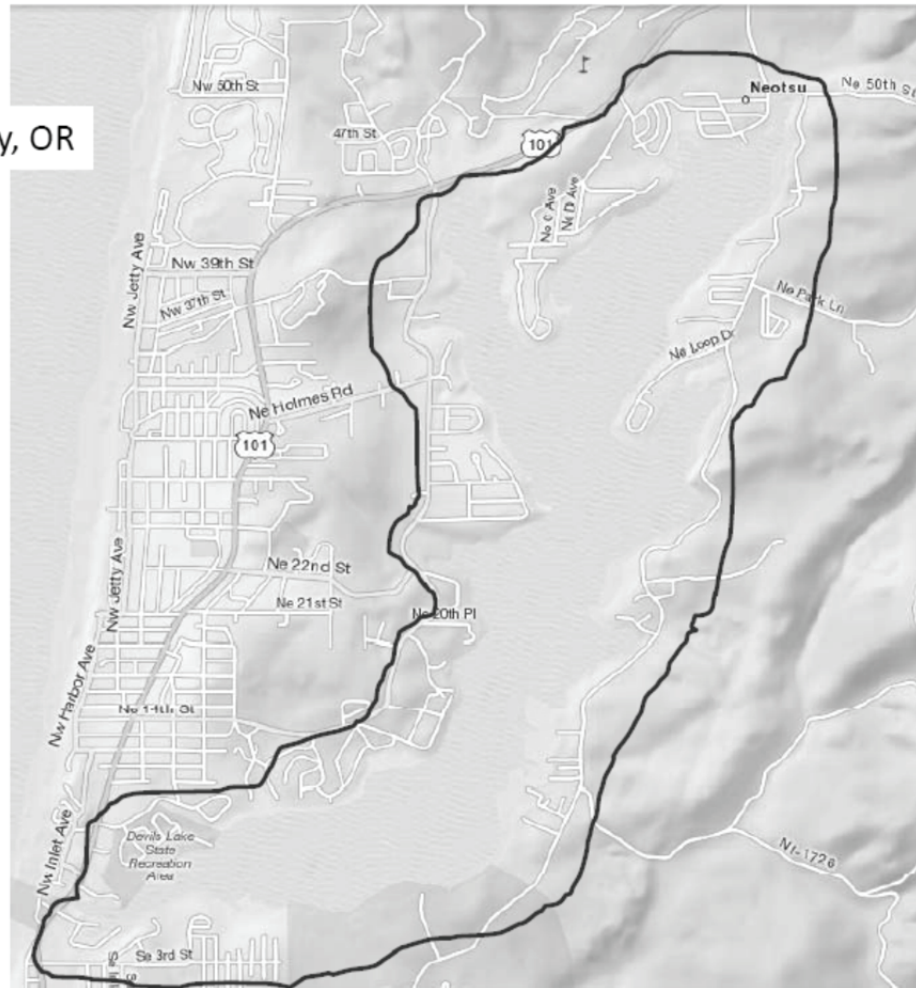 y, OR
Nw 50th St
Neotsu
Ne 50th St
47th St
101
Ne C Ave
Ne D Ave
Nw Jetty Ave
Nw 39th St
Nw 37th St
Ne Park Ln
Ne Loop Dr
Ne Holmes Rd
101
Nw Jetty Ave
Ne 22nd St
Ne 21st St
Ne 20th Pl
Nw Harbor Ave
Ne 14th St
Nw Inlet Ave
Devils Lake
State
Recreation
Area
Nf-1726
Se 3rd St